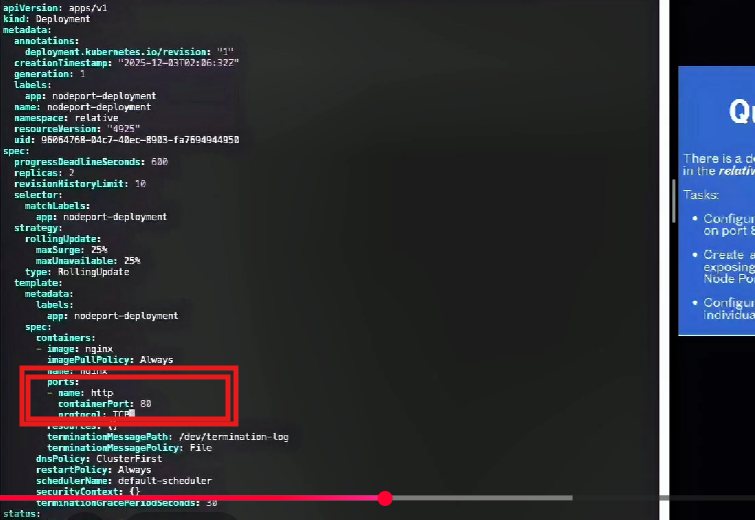 apiVersion: apps/v1
kind: Deployment
metadata:
annotations:
deployment.kubernetes.io/revision: "1"
creationTimestamp: "2025-12-03T02:06:32Z"
generation: 1
labels:
app: nodeport-deployment
name: nodeport-deployment
namespace: relative
resourceVersion: "4925"
uid: 96064768-04c7-40ec-8903-fa7694944950
spec:
progressDeadlineSeconds: 600
replicas: 2
revisionHistoryLimit: 10
selector:
matchLabels:
app: nodeport-deployment
strategy:
rollingUpdate:
maxSurge: 25%
maxUnavailable: 25%
type: RollingUpdate
template:
metadata:
labels:
app: nodeport-deployment
spec:
containers:
- image: nginx
imagePullPolicy: Always
name: nginx
ports:
- name: http
containerPort: 80
protocol: TCP
resources: {}
terminationMessagePath: /dev/termination-log
terminationMessagePolicy: File
dnsPolicy: ClusterFirst
restartPolicy: Always
schedulerName: default-scheduler
securityContext: {}
terminationGracePeriodSeconds: 30
status:
Qu
There is a de
in the relativ
Tasks:
• Configur
on port 8
• Create a
exposing
Node Po
• Configur
individua